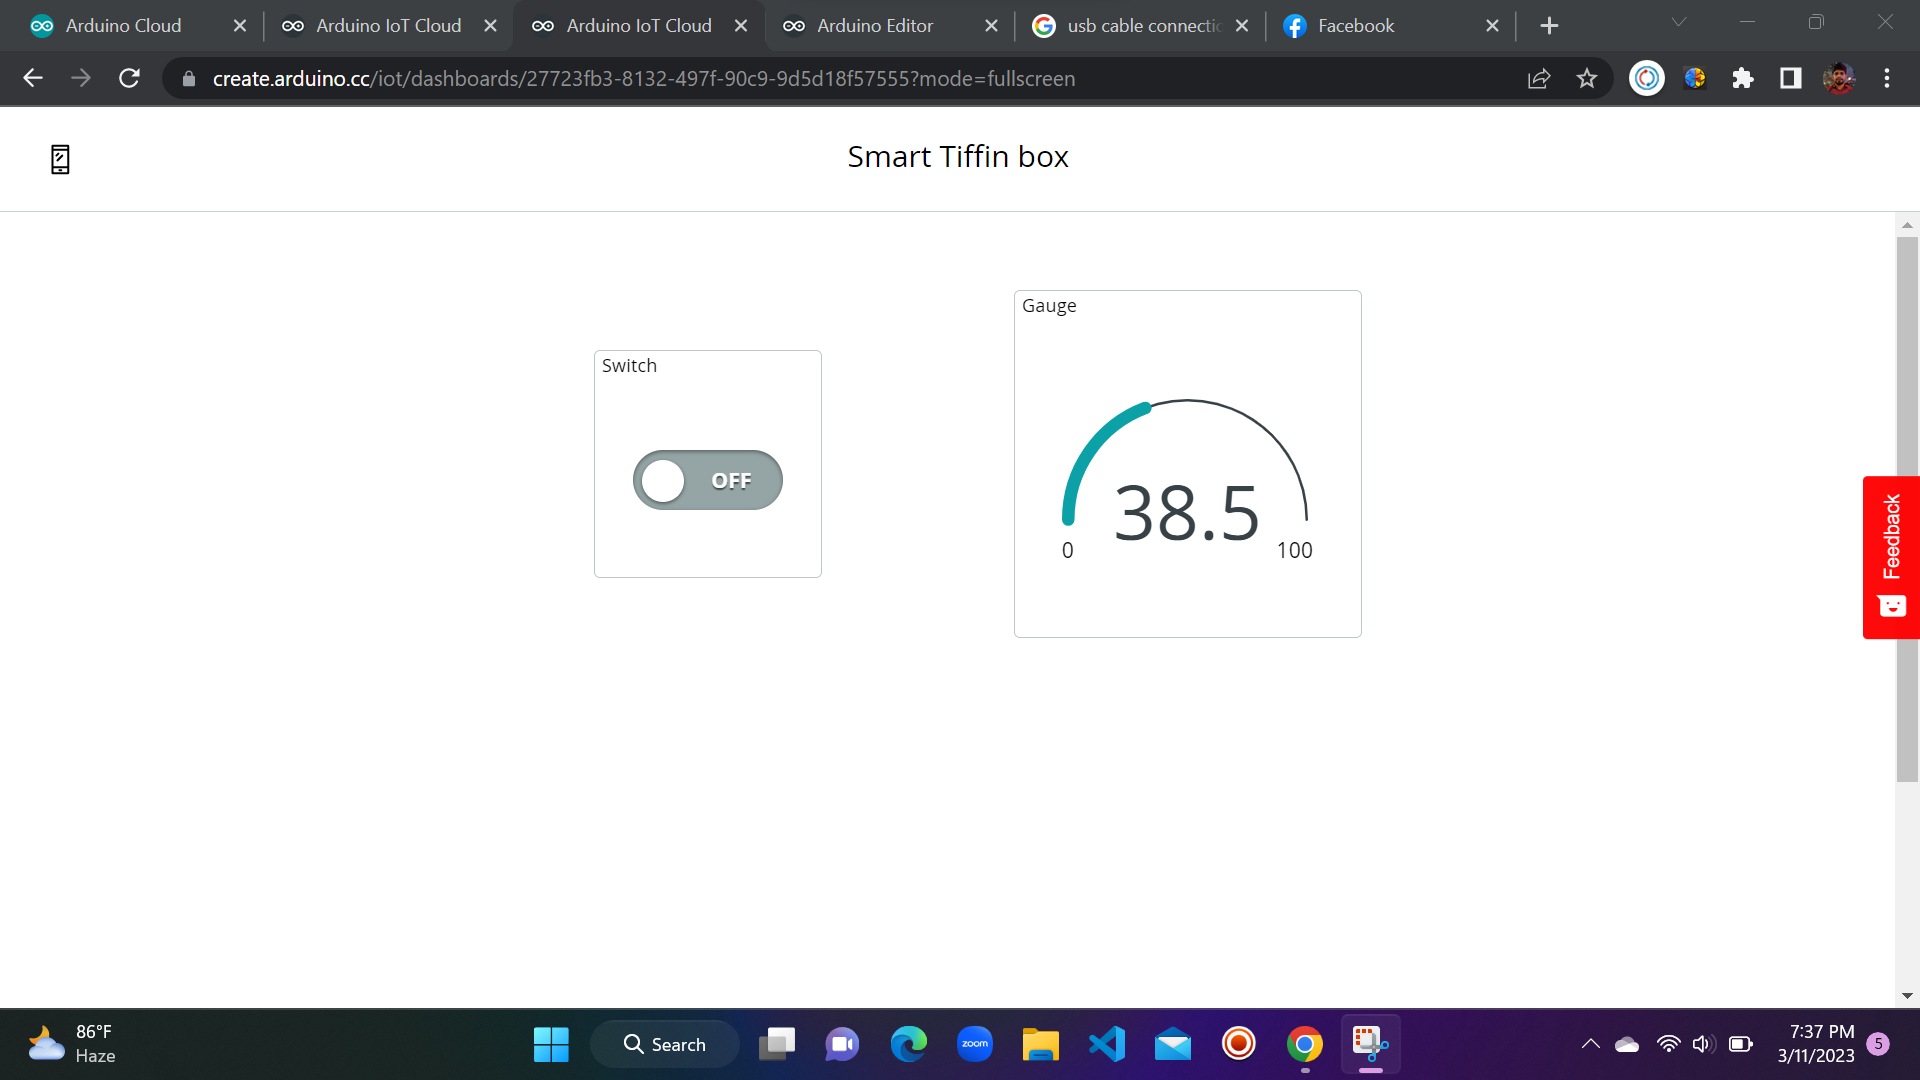 Arduino Cloud
Arduino IoT Cloud
Arduino IoT Cloud
Arduino Editor
usb cable connectic
Facebook
create.arduino.cc/iot/dashboards/27723fb3-8132-497f-90c9-9d5d18f57555?mode=fullscreen
Smart Tiffin box
Switch
OFF
Gauge
38.5
0
100
Feedback
86°F
Haze
Search
zoom
7:37 PM
3/11/2023
5